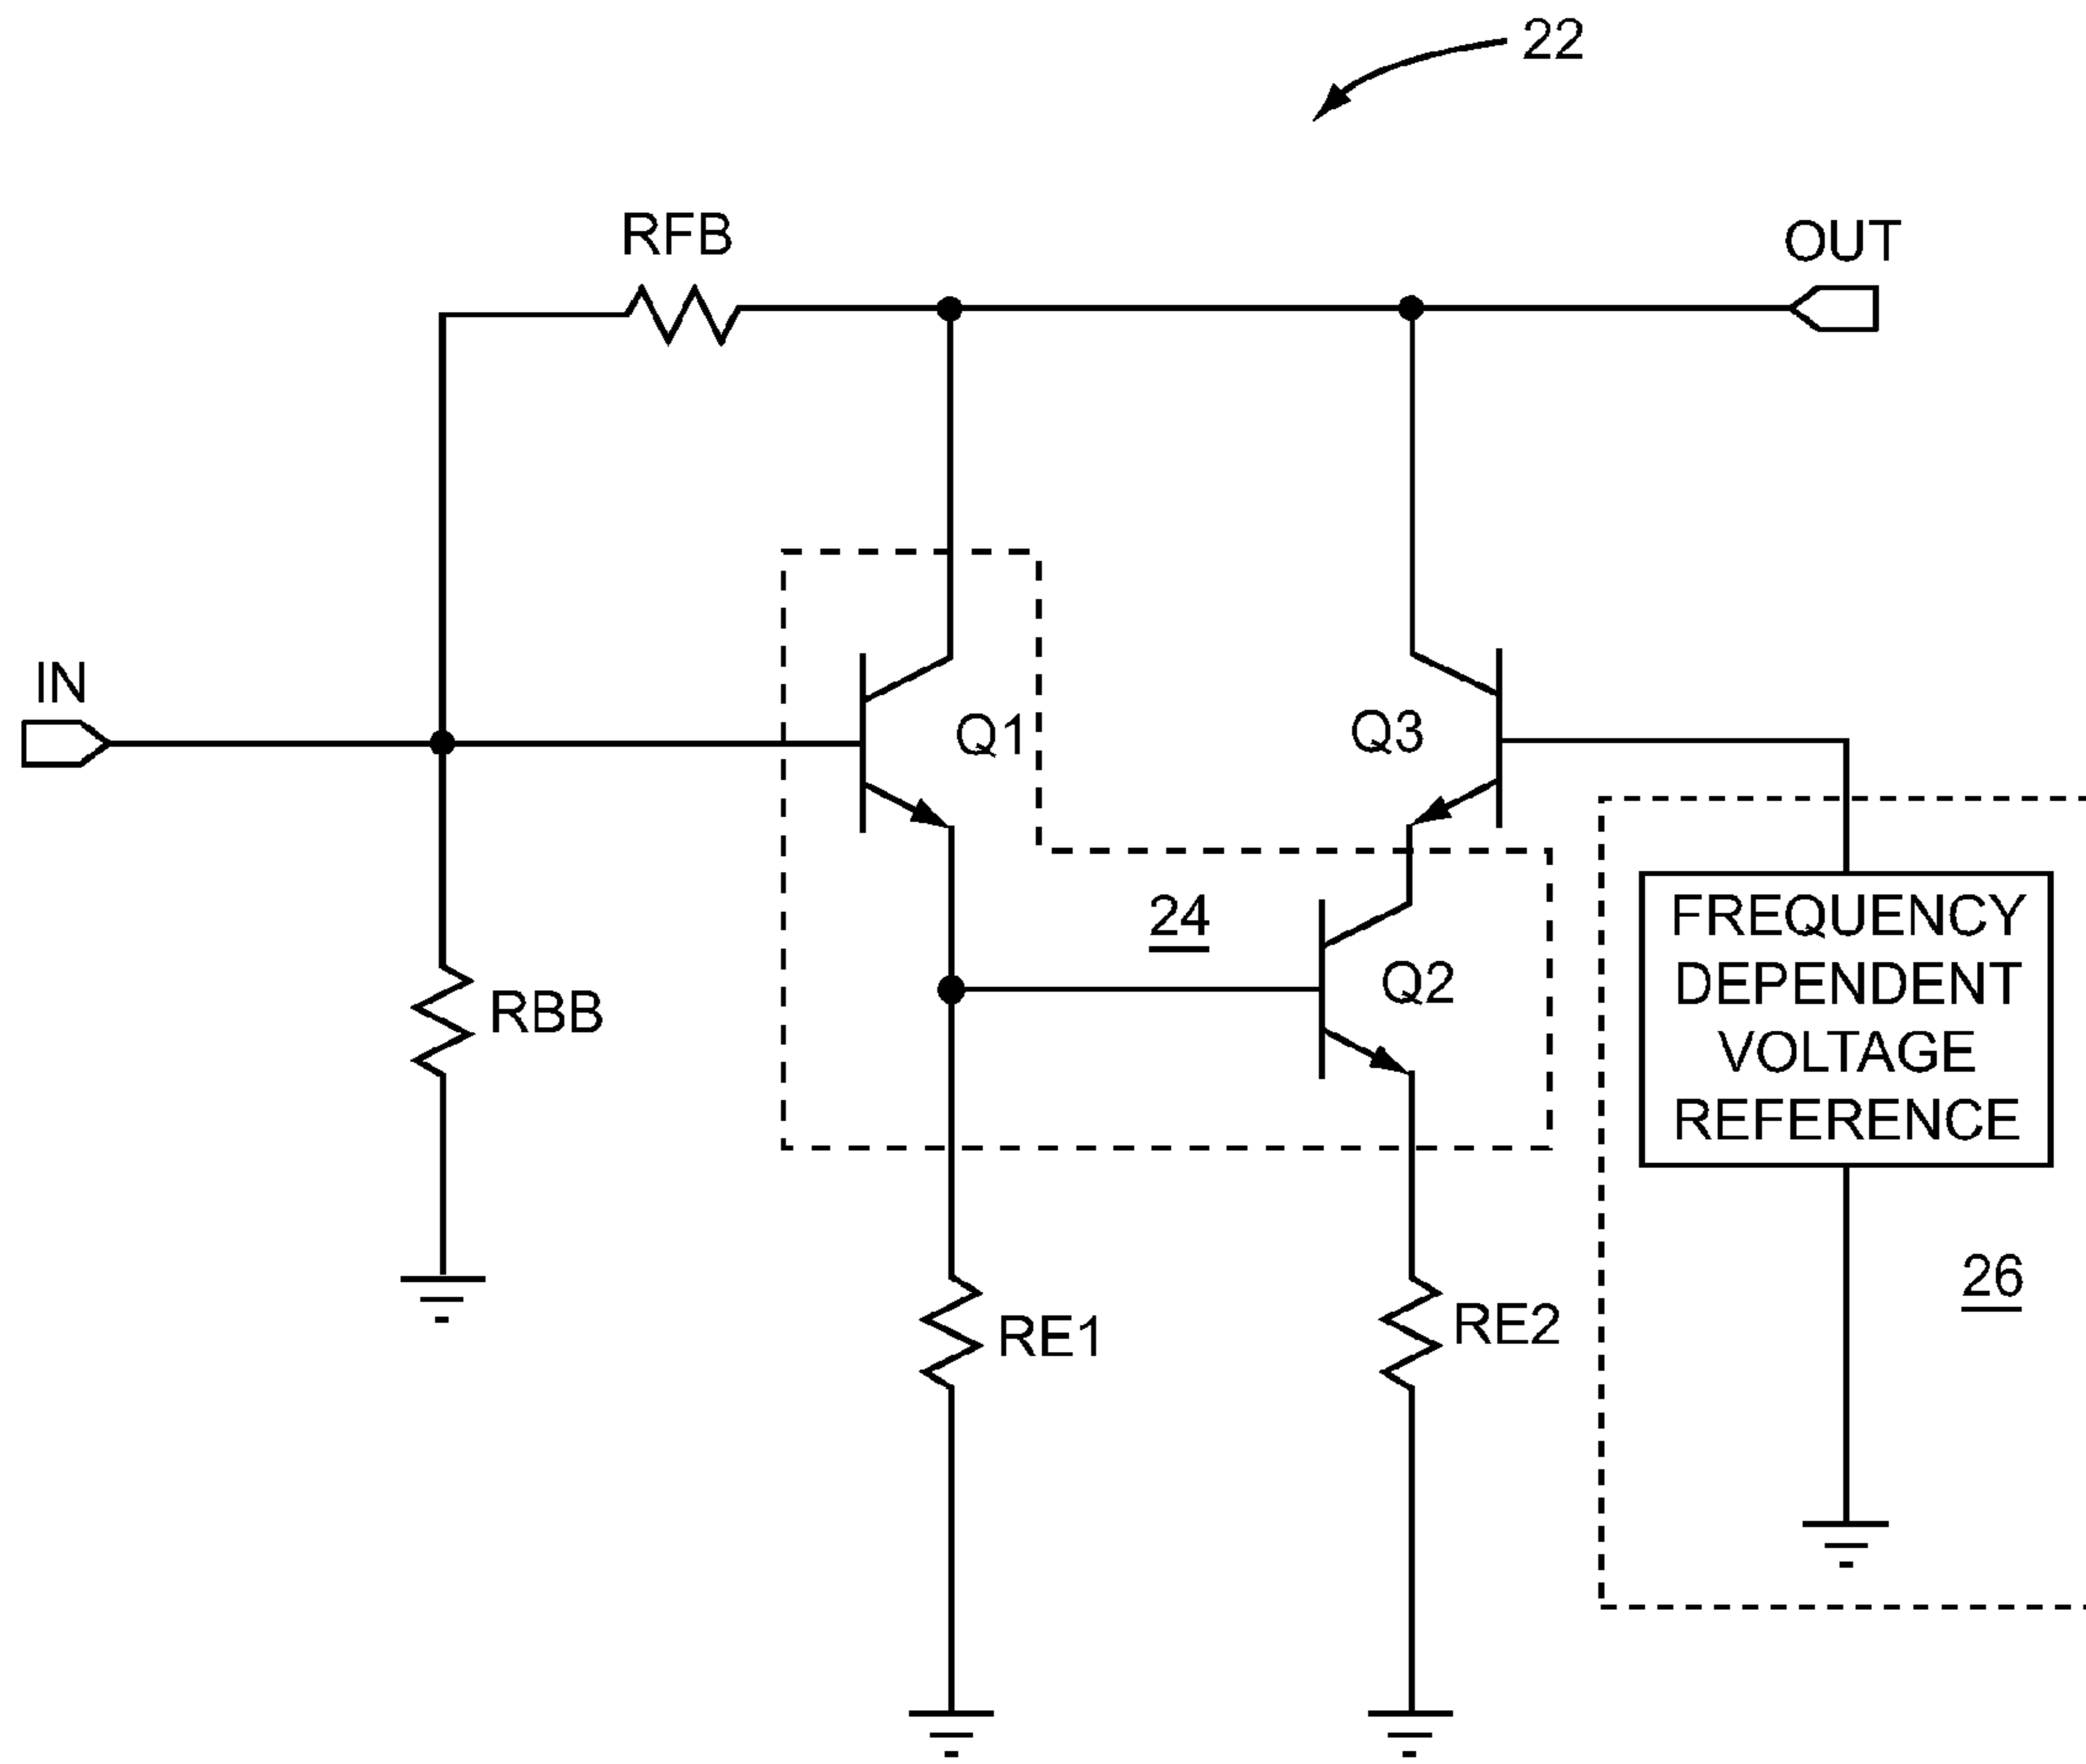 22
RFB
OUT
IN
Q1
Q3
24
Q2
FREQUENCY
DEPENDENT
VOLTAGE
REFERENCE
RBB
26
RE1
RE2